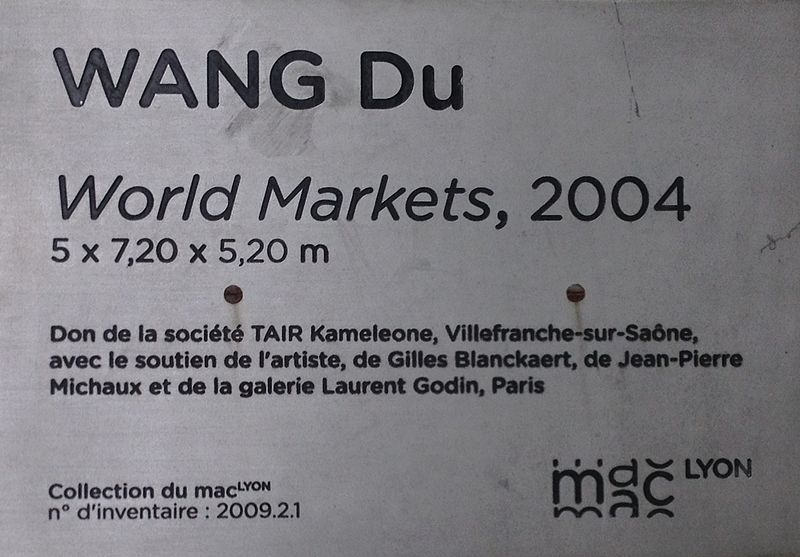 WANG Du
World Markets, 2004
5 x 7,20 x 5,20 m
Don de la société TAIR Kameleone, Villefranche-sur-Saône,
avec le soutien de l'artiste, de Gilles Blanckaert, de Jean-Pierre
Michaux et de la galerie Laurent Godin, Paris
Collection du macLYON
n° d'inventaire : 2009.2.1
mac LYON